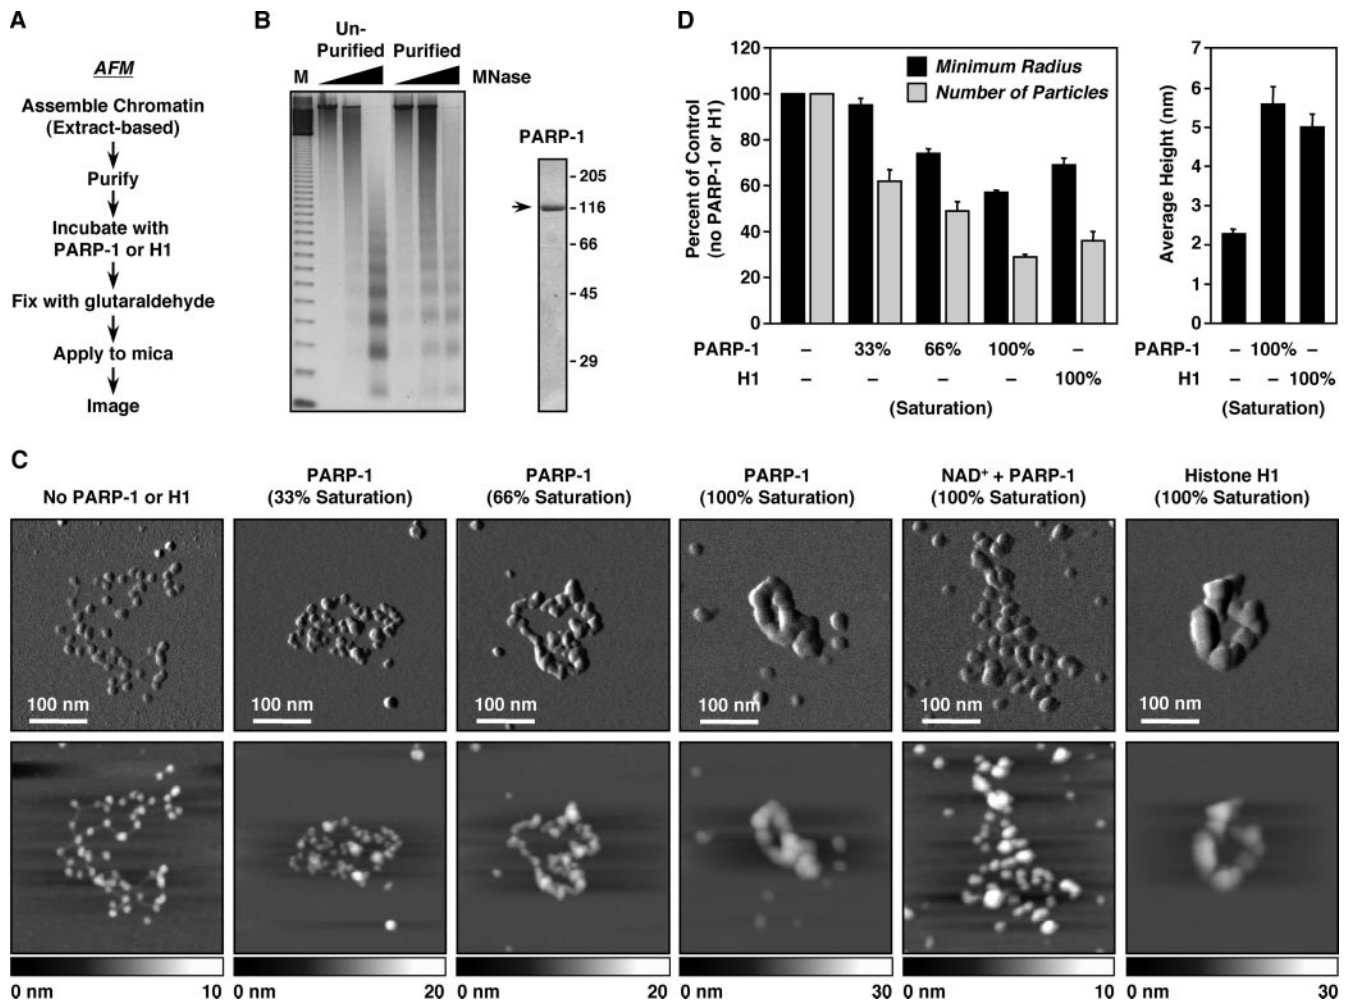 A
AFM
Assemble Chromatin
(Extract-based)
Purify
Incubate with
PARP-1 or H1
Fix with glutaraldehyde
Apply to mica
Image
B
Un-
Purified Purified
M MNase
PARP-1
205
116
66
45
29
D
120
100
80
60
40
20
0
Percent of Control
(no PARP-1 or H1)
Minimum Radius
Number of Particles
PARP-1 – 33% 66% 100% –
H1 – – – – 100%
(Saturation)
7
6
5
4
3
2
1
0
Average Height (nm)
PARP-1 – 100% –
H1 – – 100%
(Saturation)
C
No PARP-1 or H1
PARP-1
(33% Saturation)
PARP-1
(66% Saturation)
PARP-1
(100% Saturation)
NAD⁺ + PARP-1
(100% Saturation)
Histone H1
(100% Saturation)
100 nm 100 nm 100 nm 100 nm 100 nm 100 nm
0 nm 10 0 nm 20 0 nm 20 0 nm 30 0 nm 10 0 nm 30